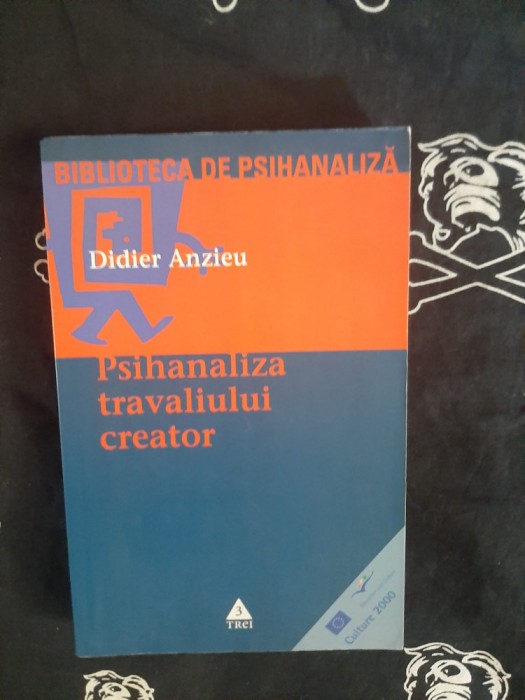 BIBLIOTECA DE PSIHANALIZĂ
Didier Anzieu
Psihanaliza
travaliului
creator
3
TREI
Culture 2000